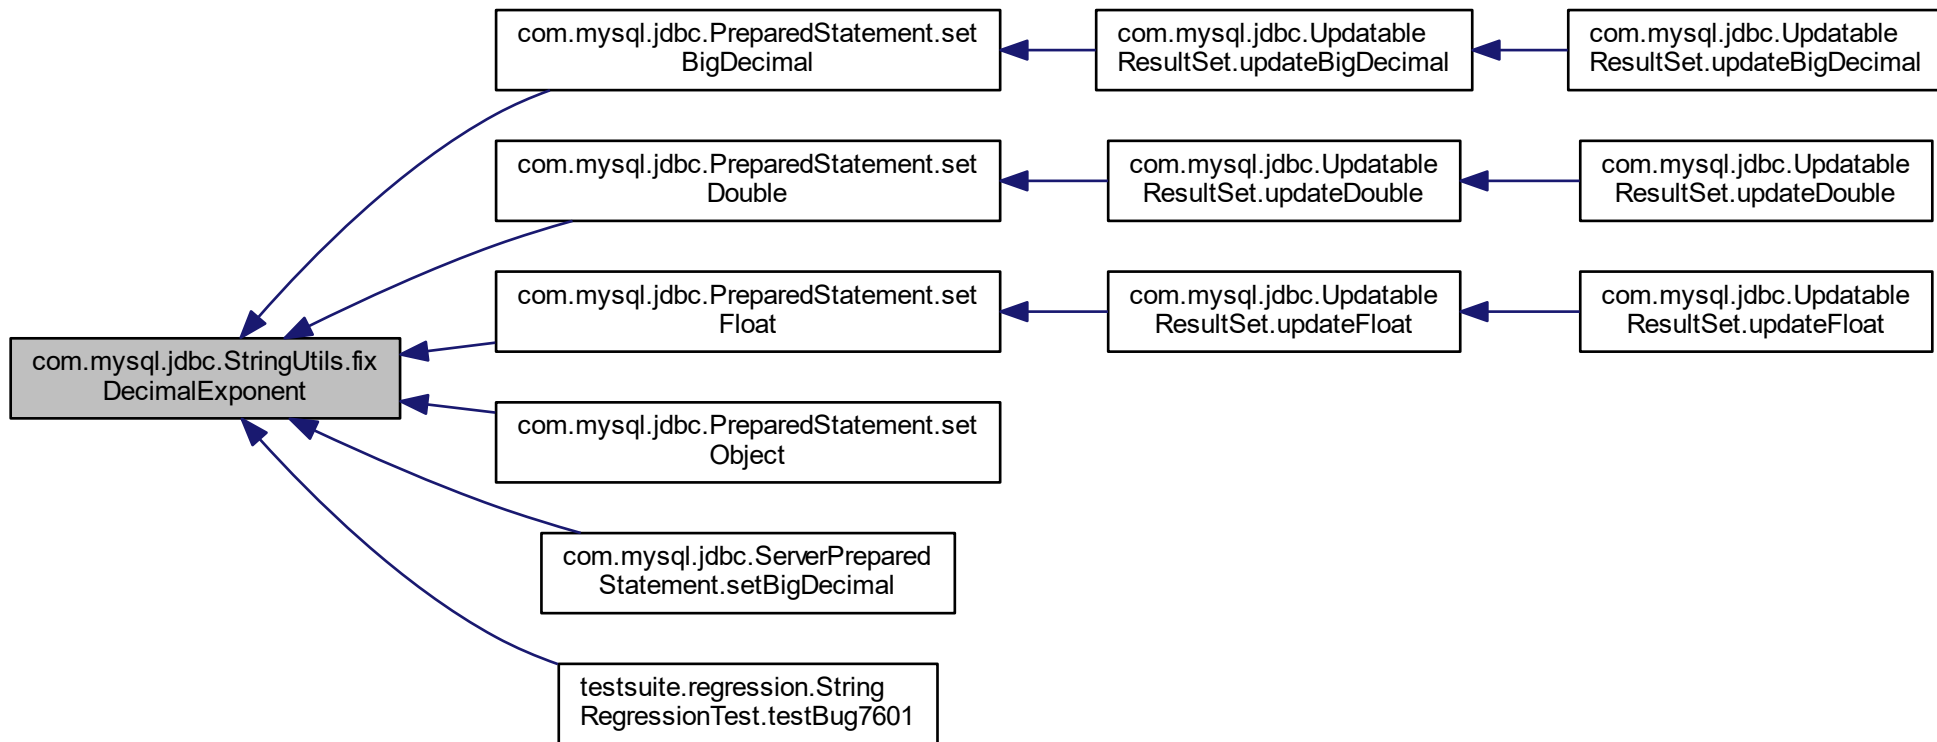 com.mysql.jdbc.PreparedStatement.set
BigDecimal
com.mysql.jdbc.Updatable
ResultSet.updateBigDecimal
com.mysql.jdbc.Updatable
ResultSet.updateBigDecimal
com.mysql.jdbc.PreparedStatement.set
Double
com.mysql.jdbc.Updatable
ResultSet.updateDouble
com.mysql.jdbc.Updatable
ResultSet.updateDouble
com.mysql.jdbc.PreparedStatement.set
Float
com.mysql.jdbc.Updatable
ResultSet.updateFloat
com.mysql.jdbc.Updatable
ResultSet.updateFloat
com.mysql.jdbc.StringUtils.fix
DecimalExponent
com.mysql.jdbc.PreparedStatement.set
Object
com.mysql.jdbc.ServerPrepared
Statement.setBigDecimal
testsuite.regression.String
RegressionTest.testBug7601